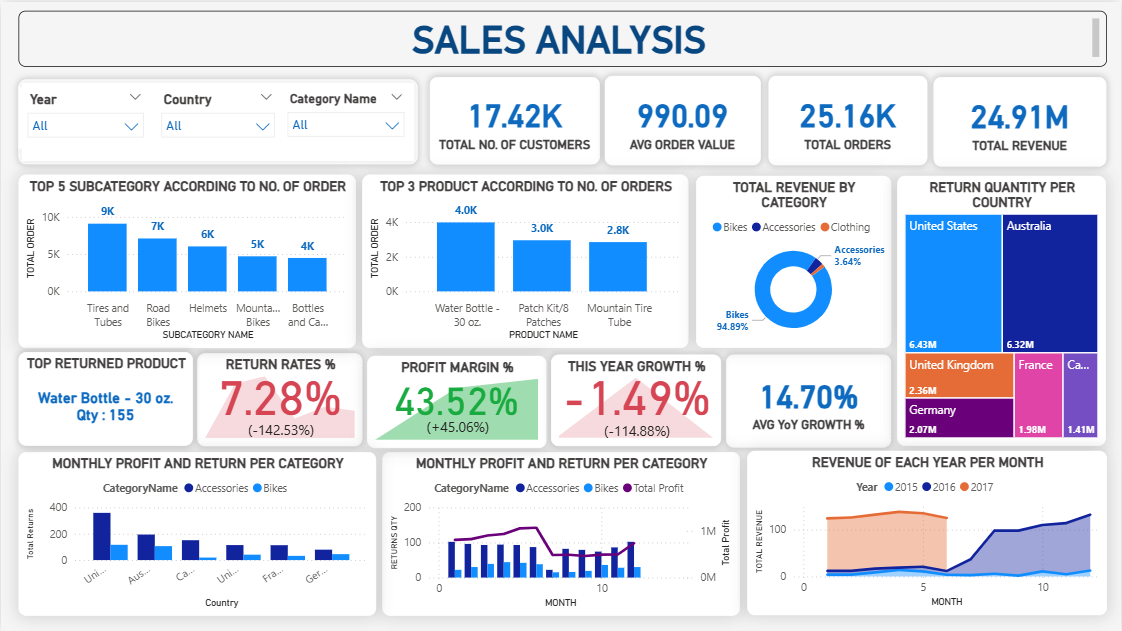 SALES ANALYSIS
Year
All
Country
All
Category Name
All
17.42K
TOTAL NO. OF CUSTOMERS
990.09
AVG ORDER VALUE
25.16K
TOTAL ORDERS
24.91M
TOTAL REVENUE
TOP 5 SUBCATEGORY ACCORDING TO NO. OF ORDER
TOTAL ORDER
10K
5K
0K
9K
7K
6K
5K
4K
Tires and
Tubes
Road
Bikes
Helmets
Mounta...
Bikes
Bottles
and Ca...
SUBCATEGORY NAME
TOP 3 PRODUCT ACCORDING TO NO. OF ORDERS
TOTAL ORDER
4K
2K
0K
4.0K
3.0K
2.8K
Water Bottle -
30 oz.
Patch Kit/8
Patches
Mountain Tire
Tube
PRODUCT NAME
TOTAL REVENUE BY
CATEGORY
Bikes Accessories Clothing
Accessories
3.64%
Bikes
94.89%
RETURN QUANTITY PER
COUNTRY
United States
6.43M
Australia
6.32M
United Kingdom
2.36M
Germany
2.07M
France
1.98M
Ca...
1.41M
TOP RETURNED PRODUCT
Water Bottle - 30 oz.
Qty : 155
RETURN RATES %
7.28%
(-142.53%)
PROFIT MARGIN %
43.52%
(+45.06%)
THIS YEAR GROWTH %
-1.49%
(-114.88%)
14.70%
AVG YoY GROWTH %
MONTHLY PROFIT AND RETURN PER CATEGORY
CategoryName Accessories Bikes
Total Returns
400
200
0
Uni...
Aus...
Ca...
Uni...
Fra...
Ger...
Country
MONTHLY PROFIT AND RETURN PER CATEGORY
CategoryName Accessories Bikes Total Profit
RETURNS QTY
200
100
0
1M
0M
Total Profit
0
10
MONTH
REVENUE OF EACH YEAR PER MONTH
Year 2015 2016 2017
TOTAL REVENUE
100
0
0
5
10
MONTH